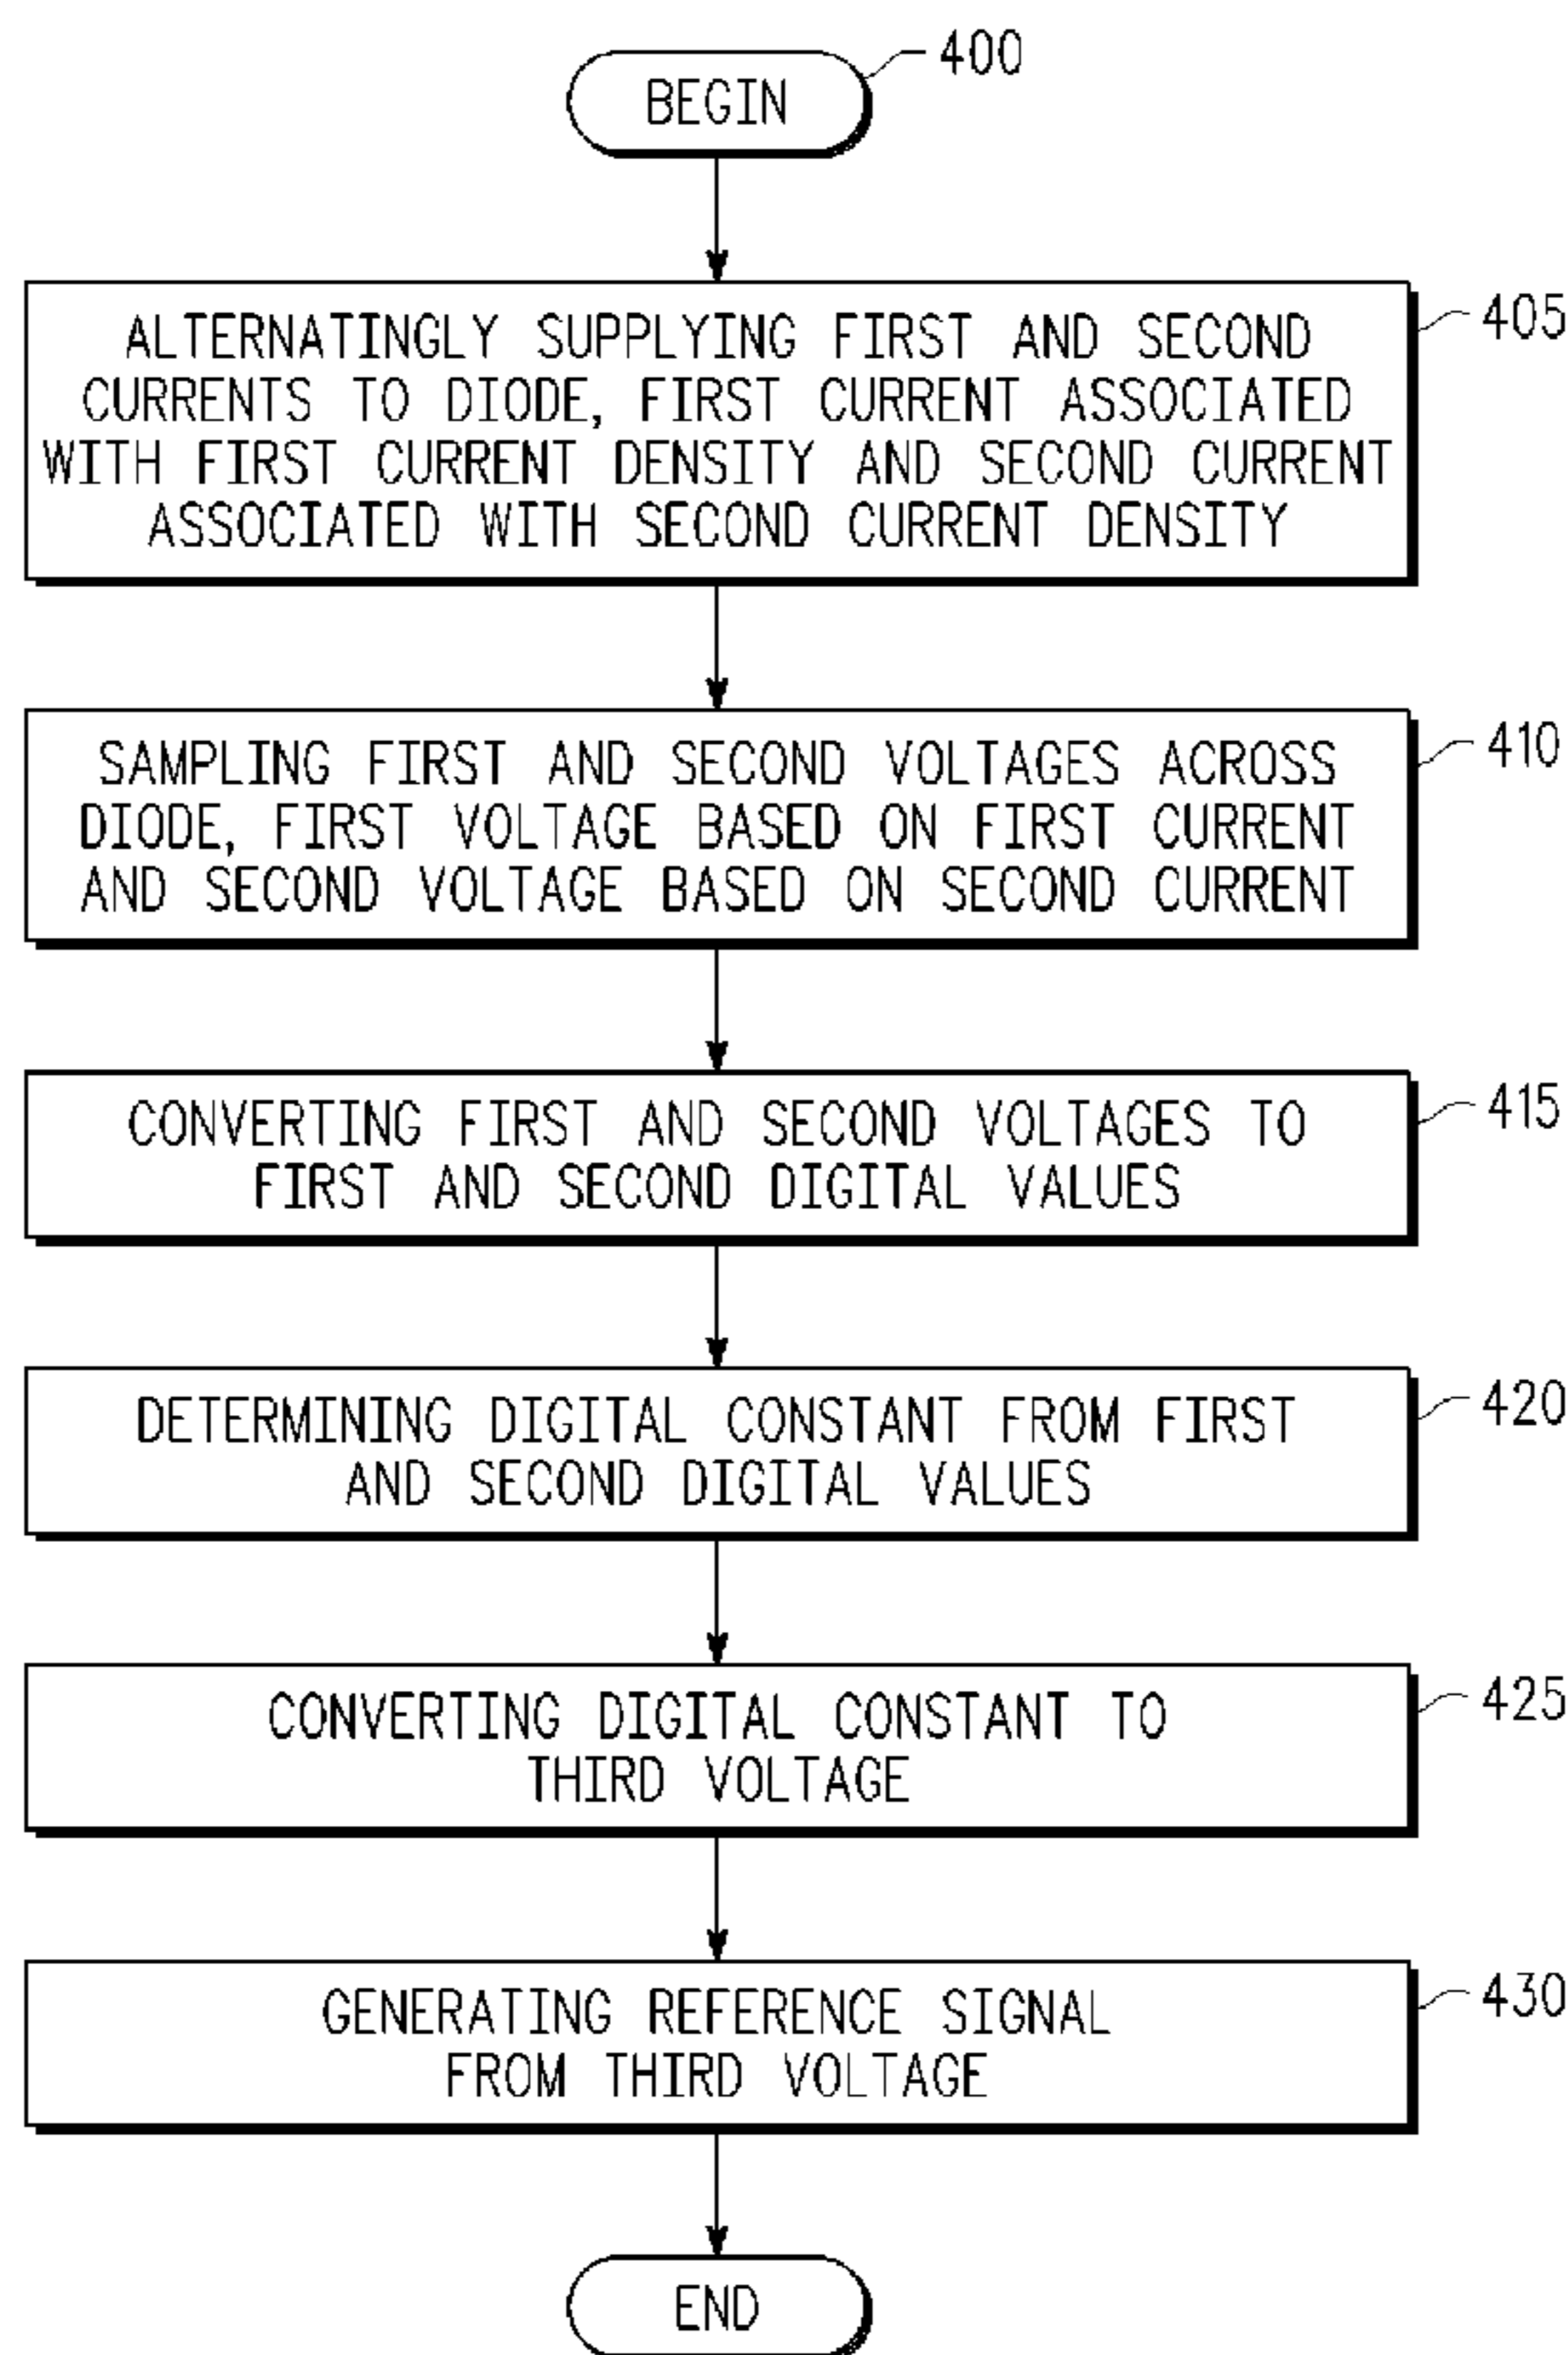 BEGIN
400
ALTERNATINGLY SUPPLYING FIRST AND SECOND
CURRENTS TO DIODE, FIRST CURRENT ASSOCIATED
WITH FIRST CURRENT DENSITY AND SECOND CURRENT
ASSOCIATED WITH SECOND CURRENT DENSITY
405
SAMPLING FIRST AND SECOND VOLTAGES ACROSS
DIODE, FIRST VOLTAGE BASED ON FIRST CURRENT
AND SECOND VOLTAGE BASED ON SECOND CURRENT
410
CONVERTING FIRST AND SECOND VOLTAGES TO
FIRST AND SECOND DIGITAL VALUES
415
DETERMINING DIGITAL CONSTANT FROM FIRST
AND SECOND DIGITAL VALUES
420
CONVERTING DIGITAL CONSTANT TO
THIRD VOLTAGE
425
GENERATING REFERENCE SIGNAL
FROM THIRD VOLTAGE
430
END